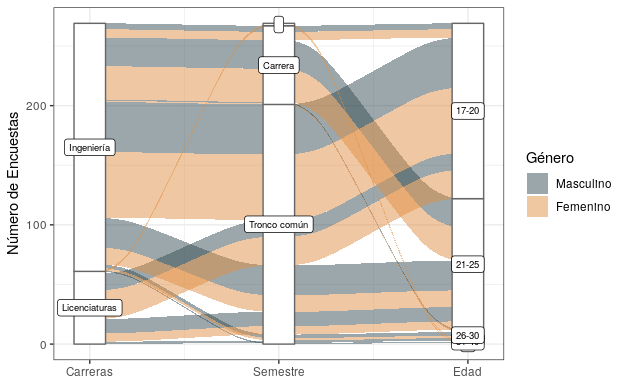 Número de Encuestas
200
100
0
Ingeniería
Licenciaturas
Carrera
Tronco común
17-20
21-25
26-30
Carreras
Semestre
Edad
Género
Masculino
Femenino